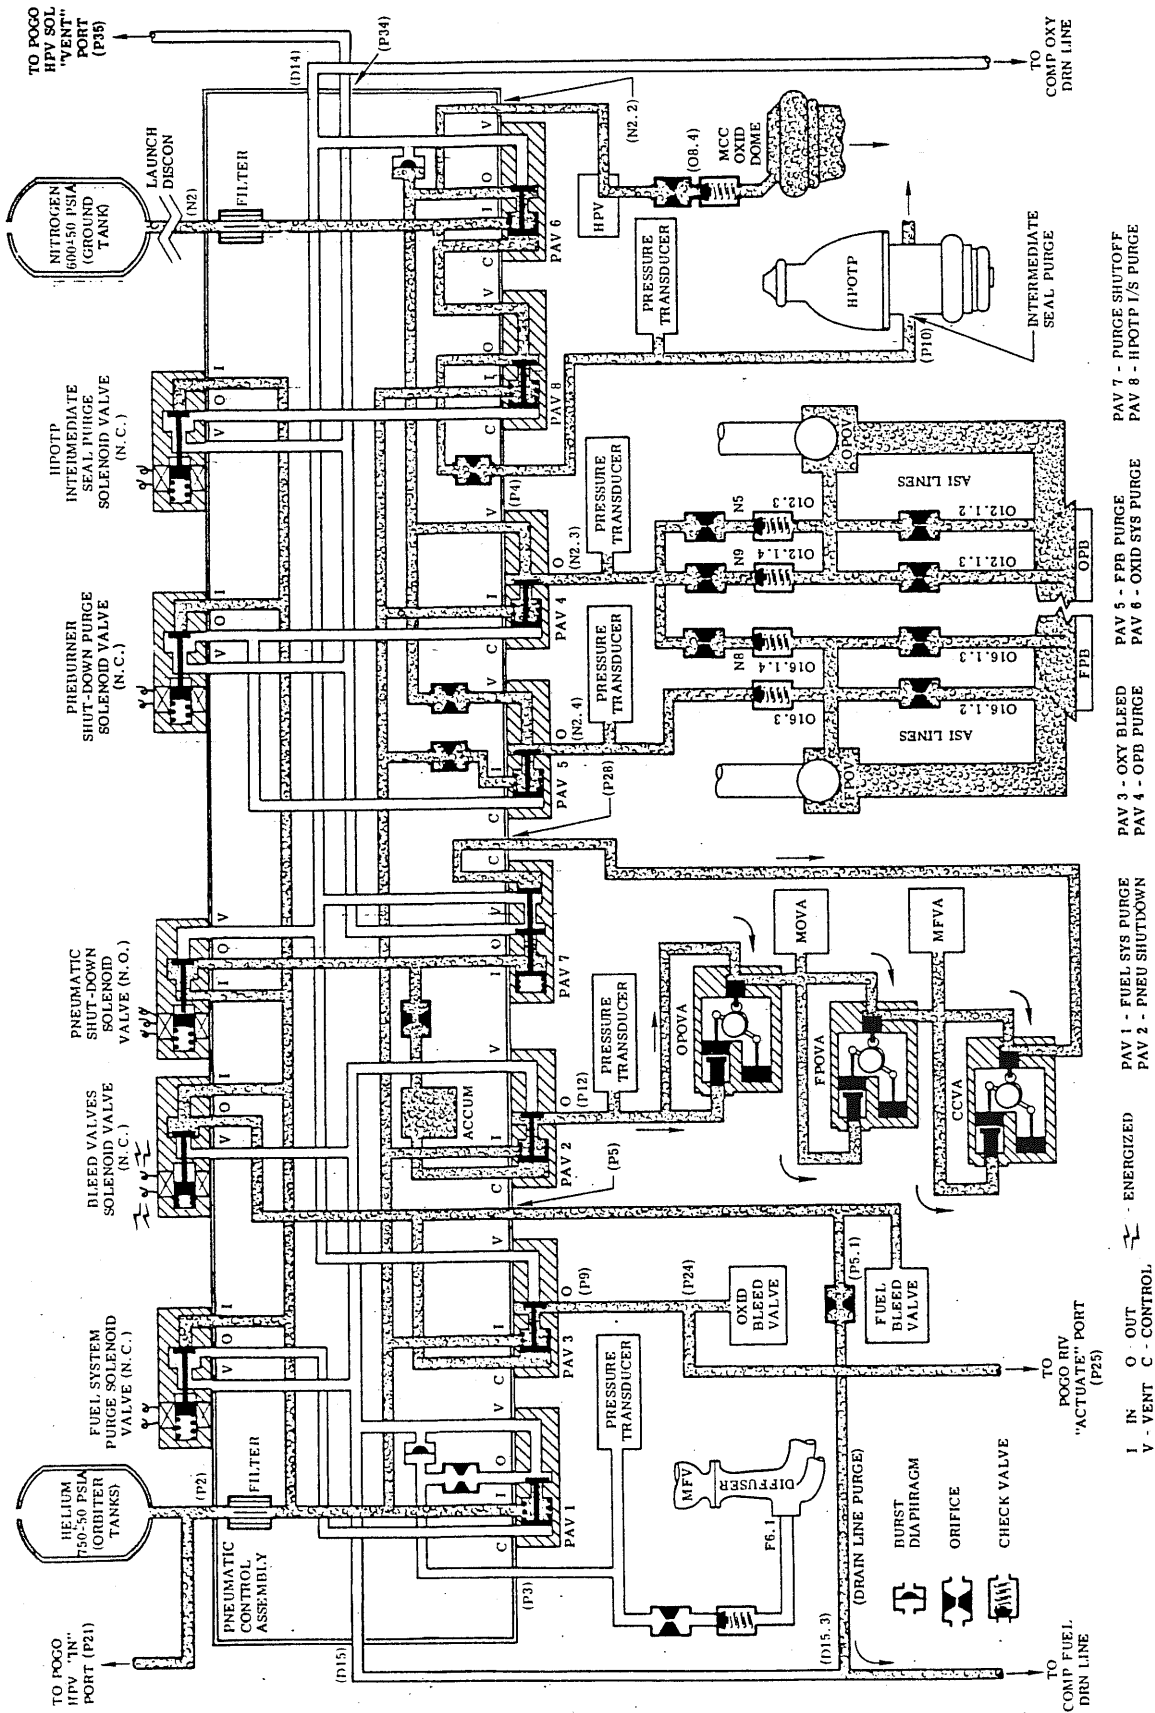 TO POGO
HPV "IN"
PORT (P21)
HELIUM
750-50 PSIA
(ORBITER
TANKS)
(P2)
FILTER
PNEUMATIC
CONTROL
ASSEMBLY
FUEL SYSTEM
PURGE SOLENOID
VALVE (N.C.)
V O I
BLEED VALVES
SOLENOID VALVE
(N.C.)
V O I
PNEUMATIC
SHUT-DOWN
SOLENOID
VALVE (N.O.)
I O V
PREBURNER
SHUT-DOWN PURGE
SOLENOID VALVE
(N.C.)
V O I
HPOTP
INTERMEDIATE
SEAL PURGE
SOLENOID VALVE
(N.C.)
V O I
NITROGEN
600±50 PSIA
(GROUND
TANK)
LAUNCH
DISCON
(N2)
FILTER
TO POGO
HPV SOL
"VENT"
PORT
(P35)
(D14)
(P34)
(D15)
(P3)
C I O V
PAV 1
C I O V
PAV 3
(P9)
(P5)
ACCUM
C I O V
PAV 2
(P12)
I O V C
PAV 7
(P28)
C I O V
PAV 5
(N2.4)
C I O V
PAV 4
(N2.3)
(P4)
C I O V
PAV 8
C I O V
PAV 6
(N2.2)
PRESSURE
TRANSDUCER
F6.1
MFV
DIFFUSER
(P24)
OXID
BLEED
VALVE
FUEL
BLEED
VALVE
(P5.1)
(DRAIN LINE PURGE)
(D15.3)
TO
COMP FUEL
DRN LINE
TO
POGO RIV
"ACTUATE" PORT
(P25)
PRESSURE
TRANSDUCER
OPOVA
MOVA
FPOVA
MFVA
CCVA
PRESSURE
TRANSDUCER
PRESSURE
TRANSDUCER
N8
N9
N5
O16.3
O16.1.4
O12.1.4
O12.3
FPOV
OPOV
O16.1.2
O16.1.3
O12.1.3
O12.1.2
ASI LINES
ASI LINES
FPB
OPB
PRESSURE
TRANSDUCER
HPV
(O8.4)
MCC
OXID
DOME
HPOTP
(P10)
INTERMEDIATE
SEAL PURGE
TO
COMP OXY
DRN LINE
BURST
DIAPHRAGM
ORIFICE
CHECK VALVE
I IN O - OUT - ENERGIZED
V - VENT C - CONTROL
PAV 1 - FUEL SYS PURGE
PAV 2 - PNEU SHUTDOWN
PAV 3 - OXY BLEED
PAV 4 - OPB PURGE
PAV 5 - FPB PURGE
PAV 6 - OXID SYS PURGE
PAV 7 - PURGE SHUTOFF
PAV 8 - HPOTP I/S PURGE